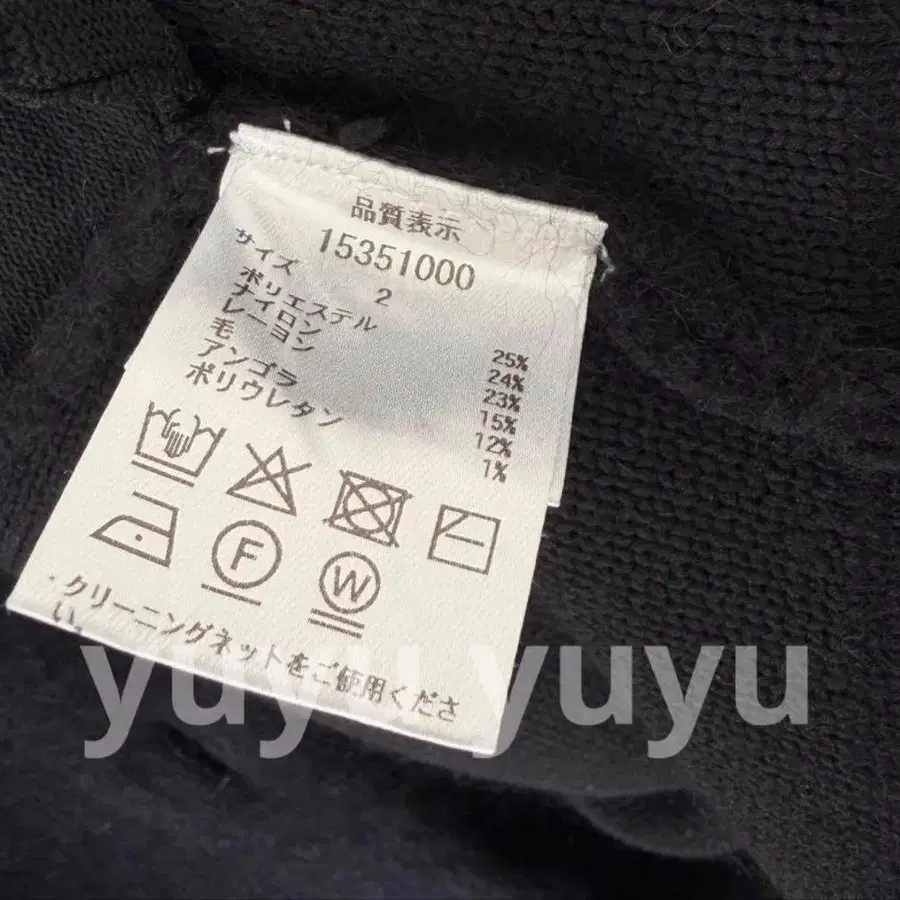 品質表示
15351000
サイズ 2
ポリエステル 25%
ナイロン 24%
レーヨン 23%
毛 15%
アンゴラ 12%
ポリウレタン 1%
F
W
・クリーニングネットをご使用くださ
い。
yuyu yuyu